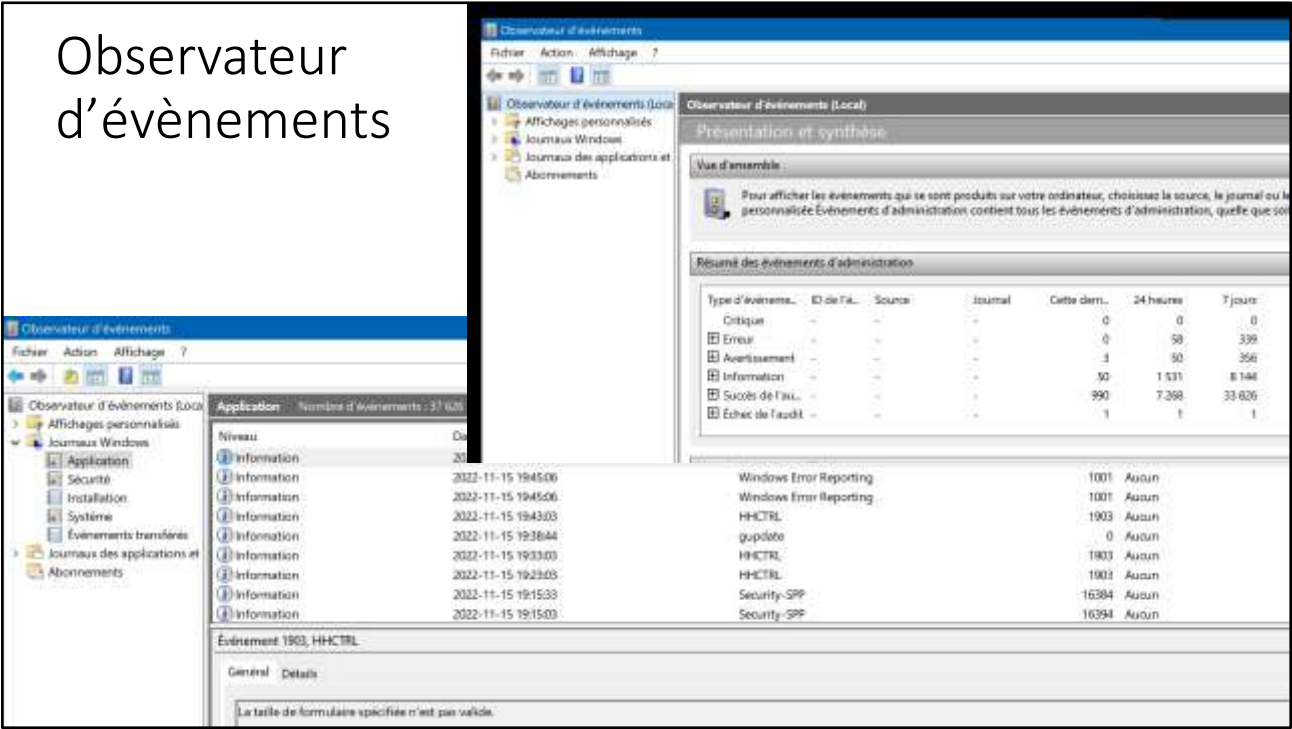 Observateur
d'évènements
Observateur d'événements
Fichier Action Affichage ?
Observateur d'événements (Loca
Affichages personnalisés
Journaux Windows
Journaux des applications et
Abonnements
Observateur d'événements (Local)
Présentation et synthèse
Vue d'ensemble
Pour afficher les événements qui se sont produits sur votre ordinateur, choisissez la source, le journal ou le
personnalisée Événements d'administration contient tous les événements d'administration, quelle que soi
Résumé des événements d'administration
Type d'événeme... ID de l'é... Source Journal Cette dern... 24 heures 7 jours
Critique - - - 0 0 0
Erreur - - - 0 58 339
Avertissement - - - 3 50 356
Information - - - 50 1 531 8 144
Succès de l'au... - - - 990 7 268 33 626
Échec de l'audit - - - 1 1 1
Observateur d'événements
Fichier Action Affichage ?
Observateur d'événements (Loca
Affichages personnalisés
Journaux Windows
Application
Sécurité
Installation
Système
Événements transférés
Journaux des applications et
Abonnements
Application Nombre d'événements : 37 626
Niveau Da
Information 20
Information 2022-11-15 19:45:06 Windows Error Reporting 1001 Aucun
Information 2022-11-15 19:45:06 Windows Error Reporting 1001 Aucun
Information 2022-11-15 19:43:03 HHCTRL 1903 Aucun
Information 2022-11-15 19:38:44 gupdate 0 Aucun
Information 2022-11-15 19:33:03 HHCTRL 1903 Aucun
Information 2022-11-15 19:23:03 HHCTRL 1903 Aucun
Information 2022-11-15 19:15:33 Security-SPP 16384 Aucun
Information 2022-11-15 19:15:03 Security-SPP 16394 Aucun
Événement 1903, HHCTRL
Général Détails
La taille de formulaire spécifiée n'est pas valide.